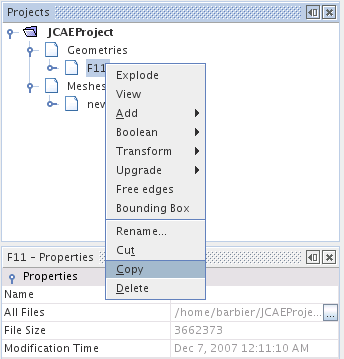 Projects
JCAEProject
Geometries
F11
Meshes
new
Explode
View
Add
Boolean
Transform
Upgrade
Free edges
Bounding Box
Rename...
Cut
Copy
Delete
F11 - Properties
Properties
Name
All Files /home/barbier/JCAEProje... ...
File Size 3662373
Modification Time Dec 7, 2007 12:11:10 AM